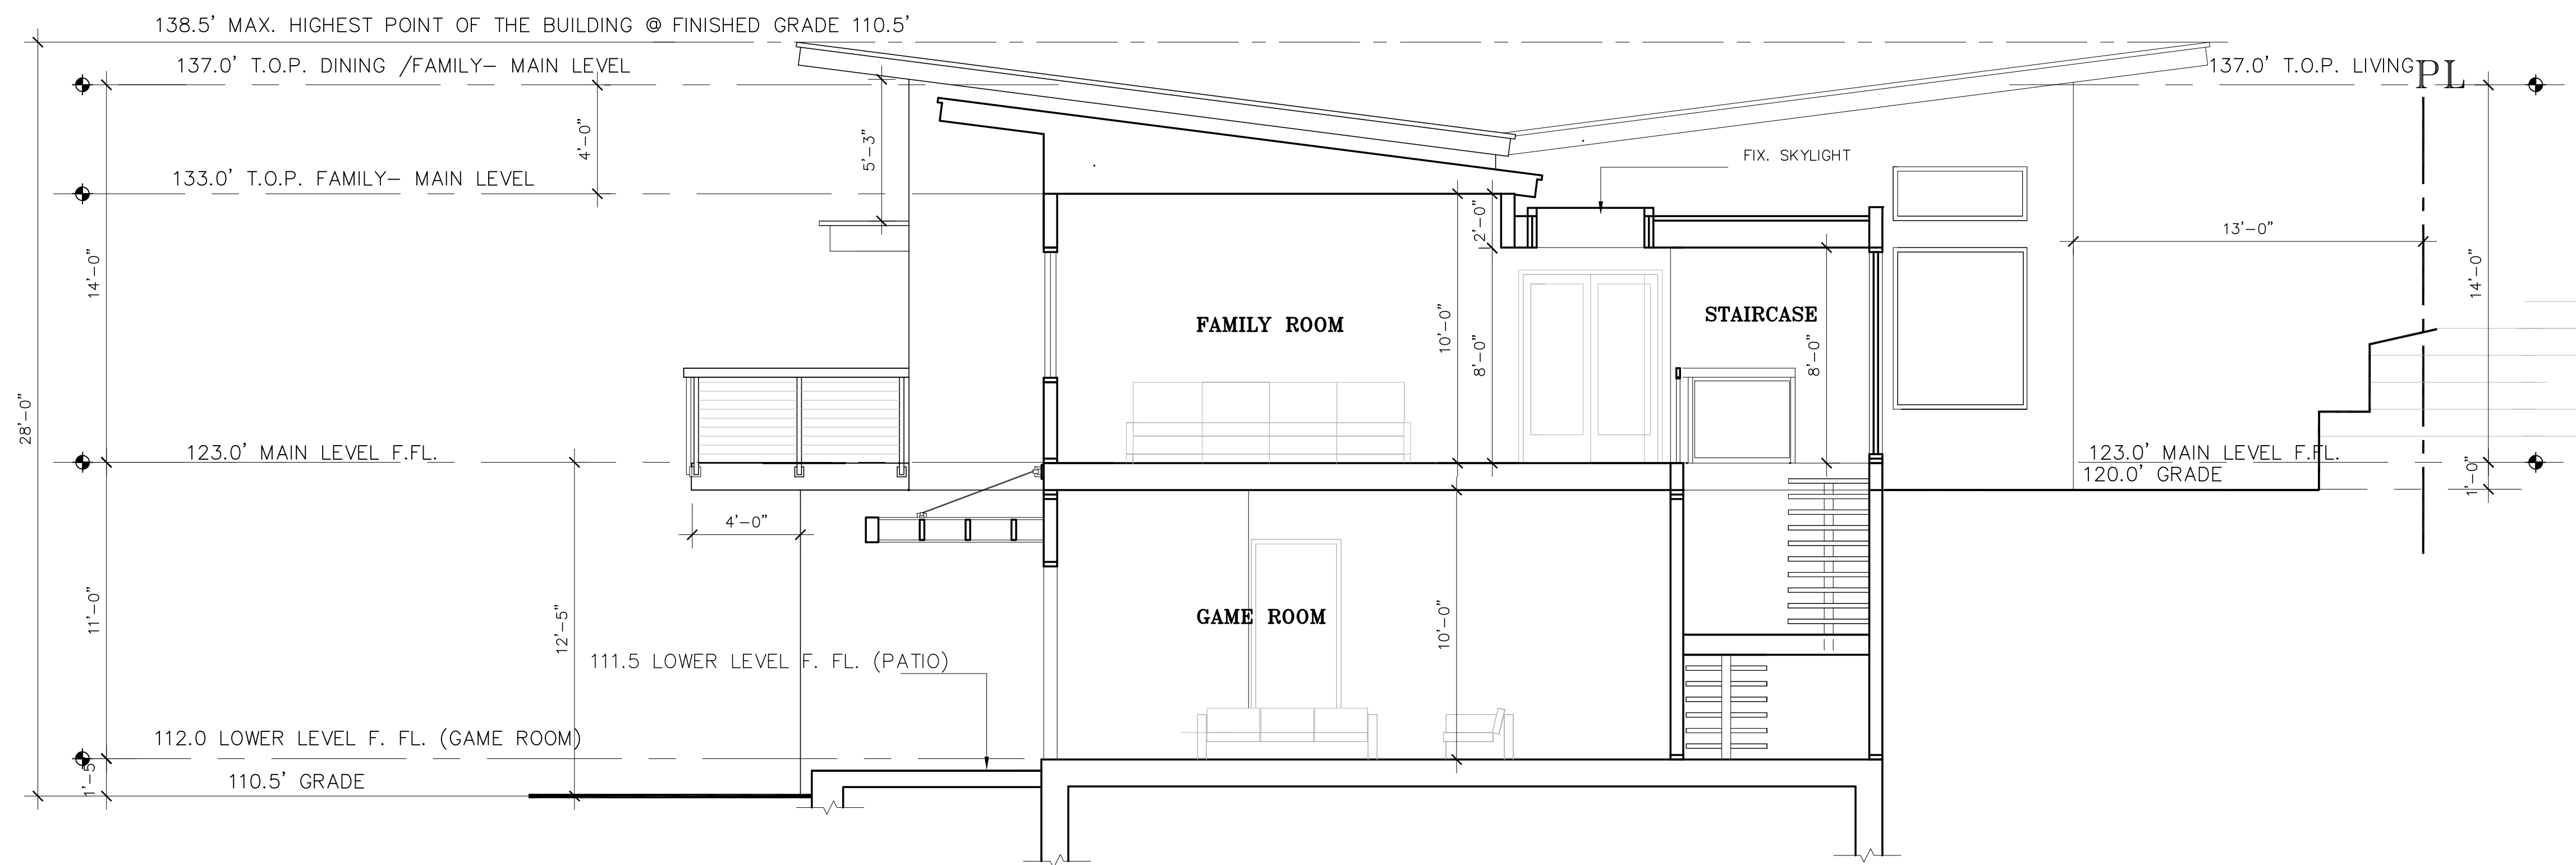 138.5' MAX. HIGHEST POINT OF THE BUILDING @ FINISHED GRADE 110.5'
137.0' T.O.P. DINING /FAMILY– MAIN LEVEL
137.0' T.O.P. LIVING
PL
4'–0"
5'–3"
FIX. SKYLIGHT
133.0' T.O.P. FAMILY– MAIN LEVEL
2'–0"
13'–0"
14'–0"
14'–0"
FAMILY ROOM
STAIRCASE
10'–0"
8'–0"
8'–0"
28'–0"
123.0' MAIN LEVEL F.FL.
123.0' MAIN LEVEL F.FL.
120.0' GRADE
1'–0"
4'–0"
11'–0"
12'–5"
GAME ROOM
10'–0"
111.5 LOWER LEVEL F. FL. (PATIO)
112.0 LOWER LEVEL F. FL. (GAME ROOM)
1'–5"
110.5' GRADE